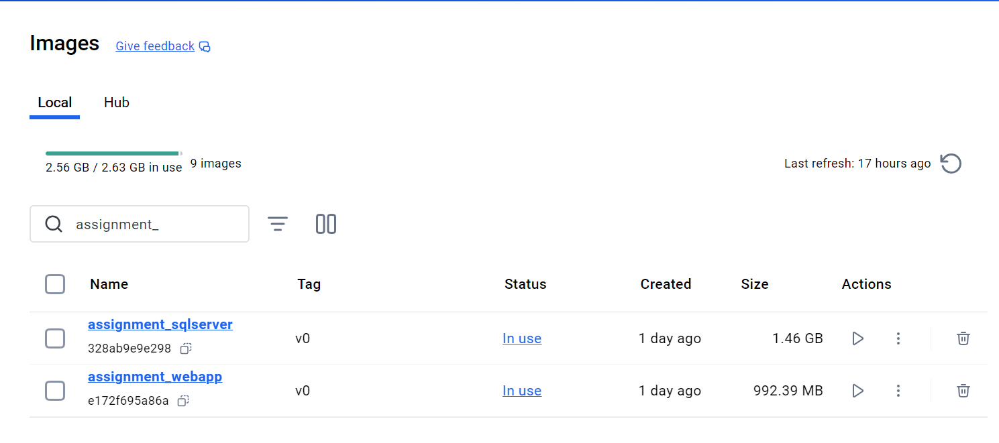 Images Give feedback
Local Hub
2.56 GB / 2.63 GB in use 9 images Last refresh: 17 hours ago
assignment_
Name Tag Status Created Size Actions
assignment_sqlserver
328ab9e9e298 v0 In use 1 day ago 1.46 GB
assignment_webapp
e172f695a86a v0 In use 1 day ago 992.39 MB